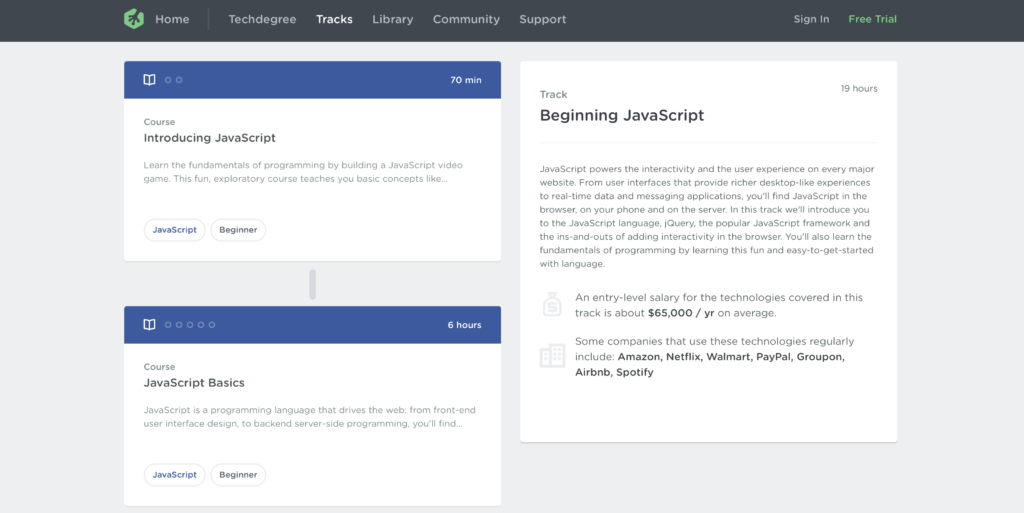 Home Techdegree Tracks Library Community Support Sign In Free Trial
70 min
Course
Introducing JavaScript
Learn the fundamentals of programming by building a JavaScript video
game. This fun, exploratory course teaches you basic concepts like...
JavaScript Beginner
6 hours
Course
JavaScript Basics
JavaScript is a programming language that drives the web: from front-end
user interface design, to backend server-side programming, you'll find...
JavaScript Beginner
19 hours
Track
Beginning JavaScript
JavaScript powers the interactivity and the user experience on every major
website. From user interfaces that provide richer desktop-like experiences
to real-time data and messaging applications, you'll find JavaScript in the
browser, on your phone and on the server. In this track we'll introduce you
to the JavaScript language, jQuery, the popular JavaScript framework and
the ins-and-outs of adding interactivity in the browser. You'll also learn the
fundamentals of programming by learning this fun and easy-to-get-started
with language.
An entry-level salary for the technologies covered in this
track is about $65,000 / yr on average.
Some companies that use these technologies regularly
include: Amazon, Netflix, Walmart, PayPal, Groupon,
Airbnb, Spotify